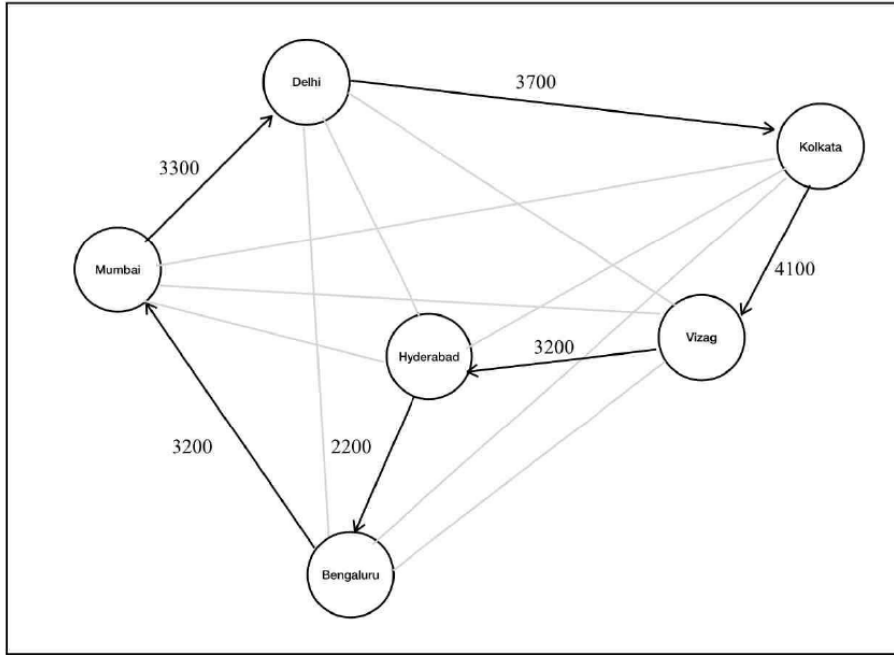 Delhi
3700
Kolkata
3300
Mumbai
4100
Vizag
Hyderabad
3200
3200
2200
Bengaluru